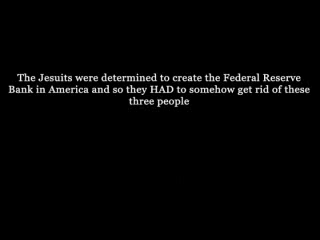 The Jesuits were determined to create the Federal Reserve
Bank in America and so they HAD to somehow get rid of these
three people